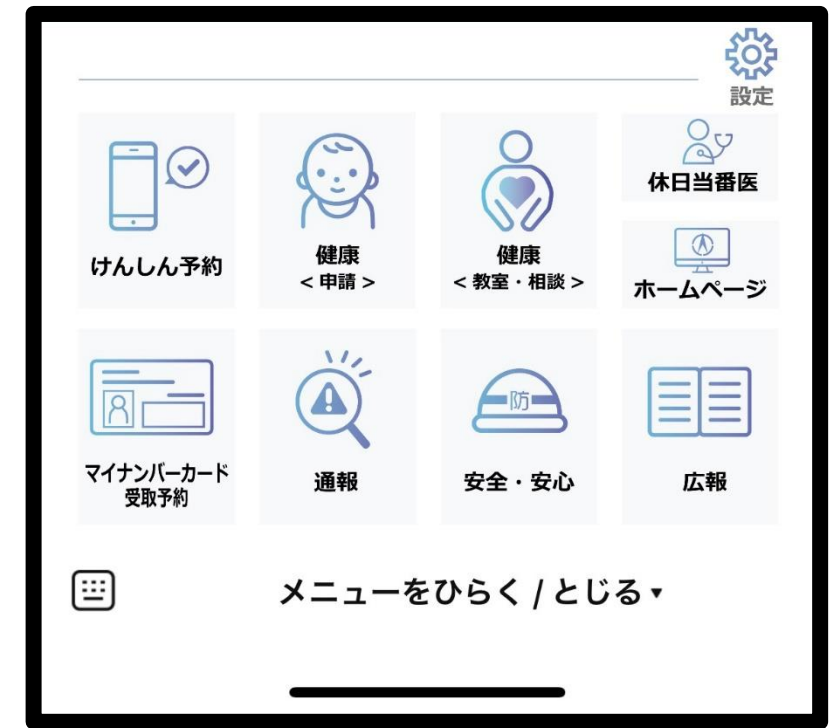 設定
けんしん予約
健康
<申請>
健康
<教室・相談>
休日当番医
ホームページ
マイナンバーカード
受取予約
通報
防
安全・安心
広報
メニューをひらく / とじる▼